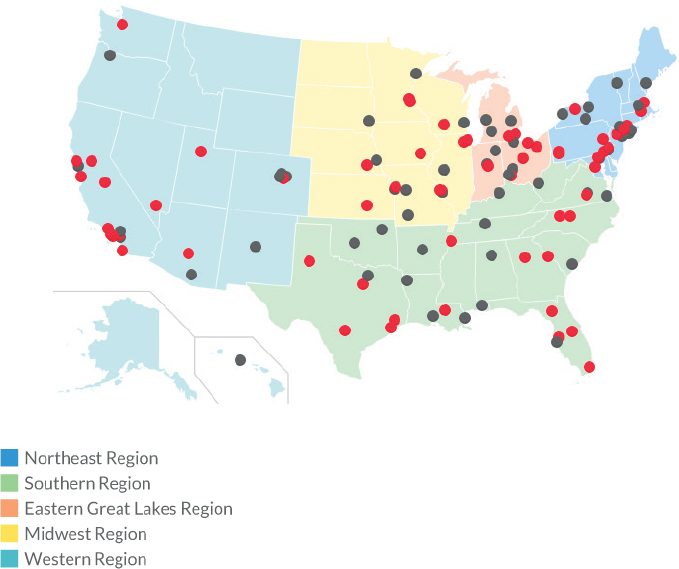 Northeast Region
Southern Region
Eastern Great Lakes Region
Midwest Region
Western Region